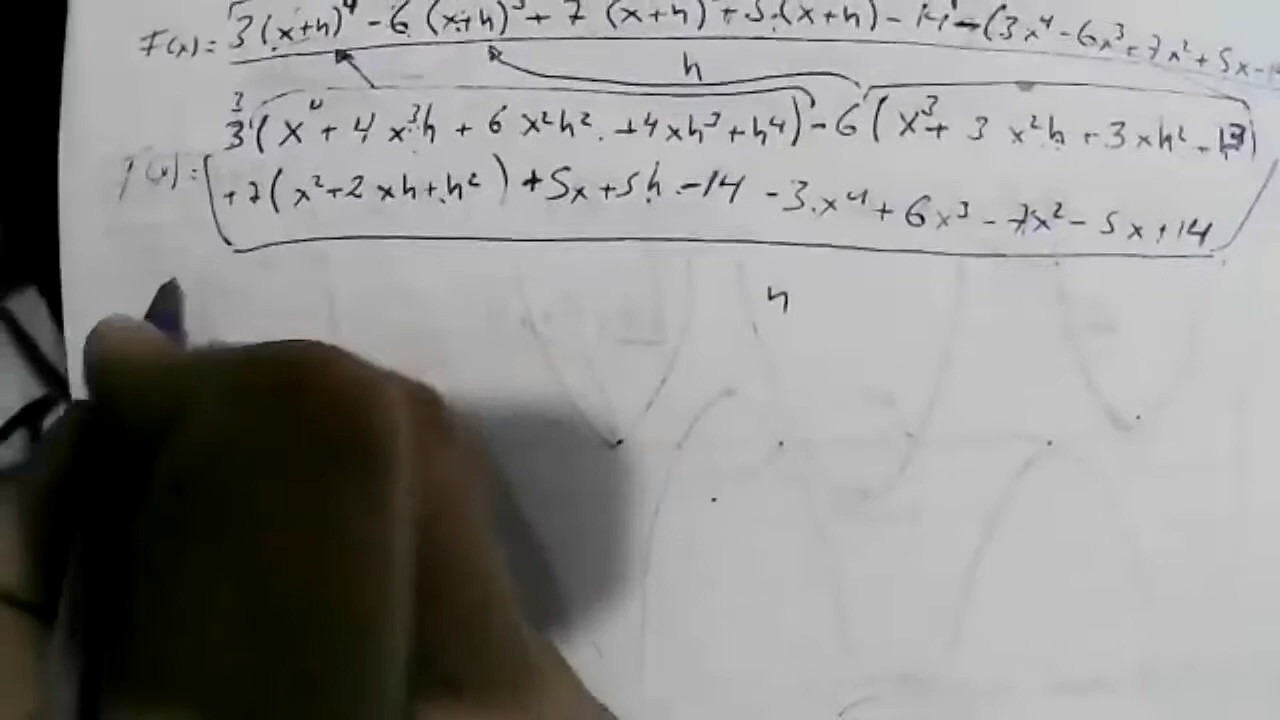 F(x) = 3(x+h)⁴ - 6(x+h)³ + 7(x+h) + 5(x+h) - 14 - (3x⁴ - 6x³ + 7x² + 5x - 1
h
3(x⁴ + 4x³h + 6x²h² + 4xh³ + h⁴) - 6(x³ + 3x²h + 3xh² + h³)
f(x) = +7(x² + 2xh + h²) + 5x + 5h - 14 - 3x⁴ + 6x³ - 7x² - 5x + 14
h